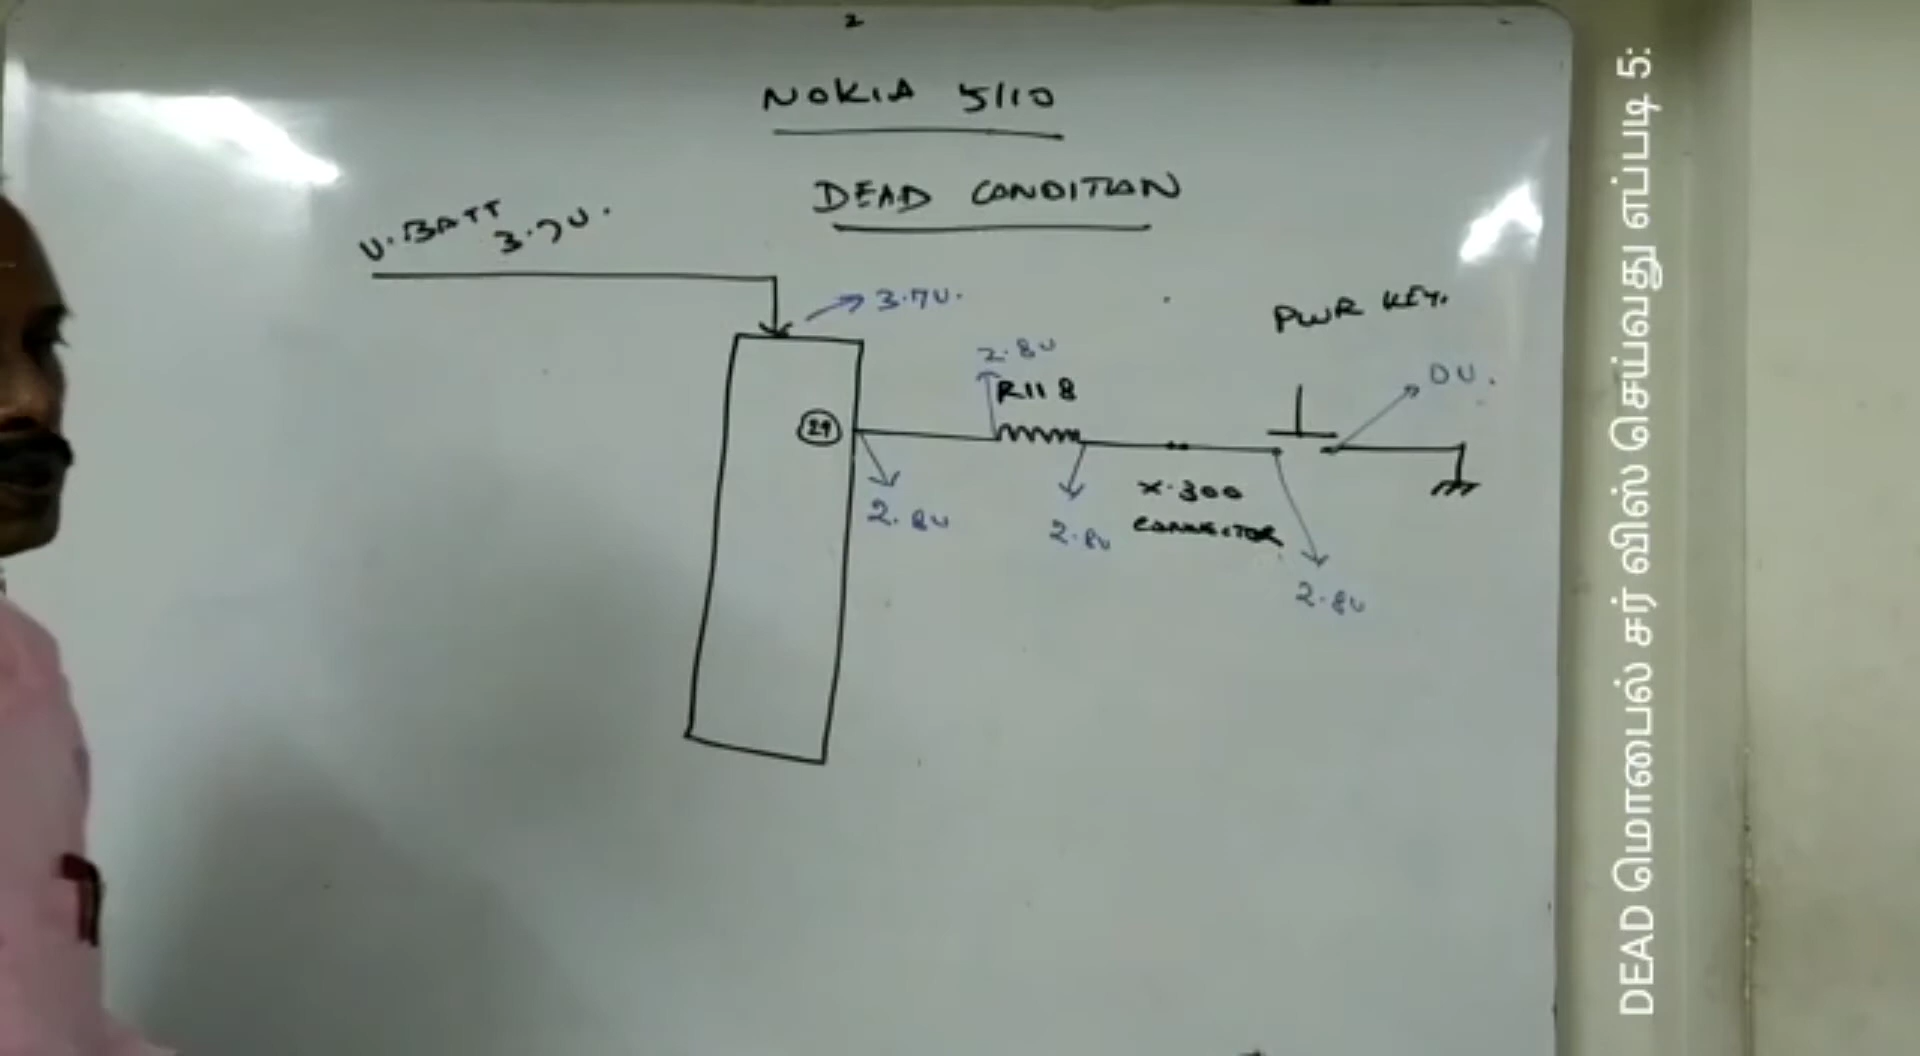 2
NOKIA 5110
DEAD CONDITION
V.BATT
3.7V.
3.7V.
PWR KEY.
2.8V
R118
0V.
29
2.8V
2.8V
X.300
CONNECTOR
2.8V
DEAD மொபைல் சர் வீஸ் செய்வது எப்படி 5: